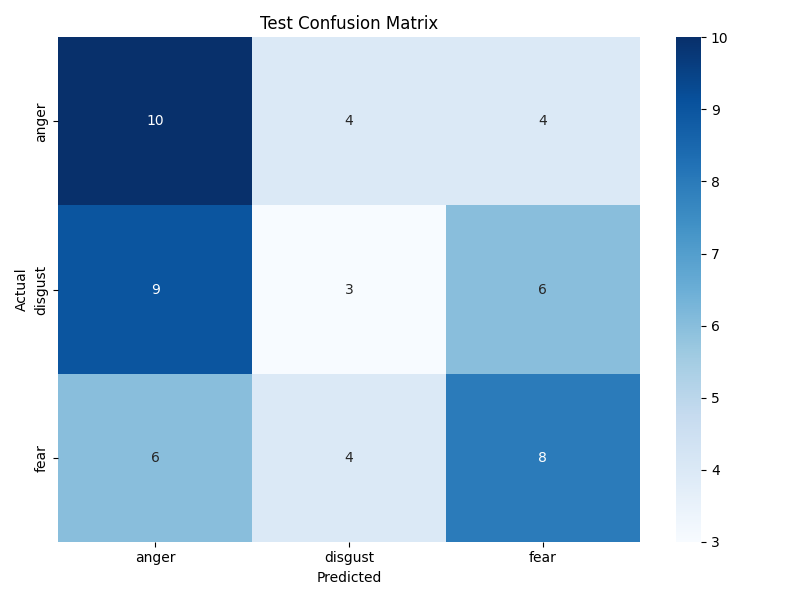 Test Confusion Matrix
Actual
anger
disgust
fear
10 4 4
9 3 6
6 4 8
anger disgust fear
Predicted
10
9
8
7
6
5
4
3